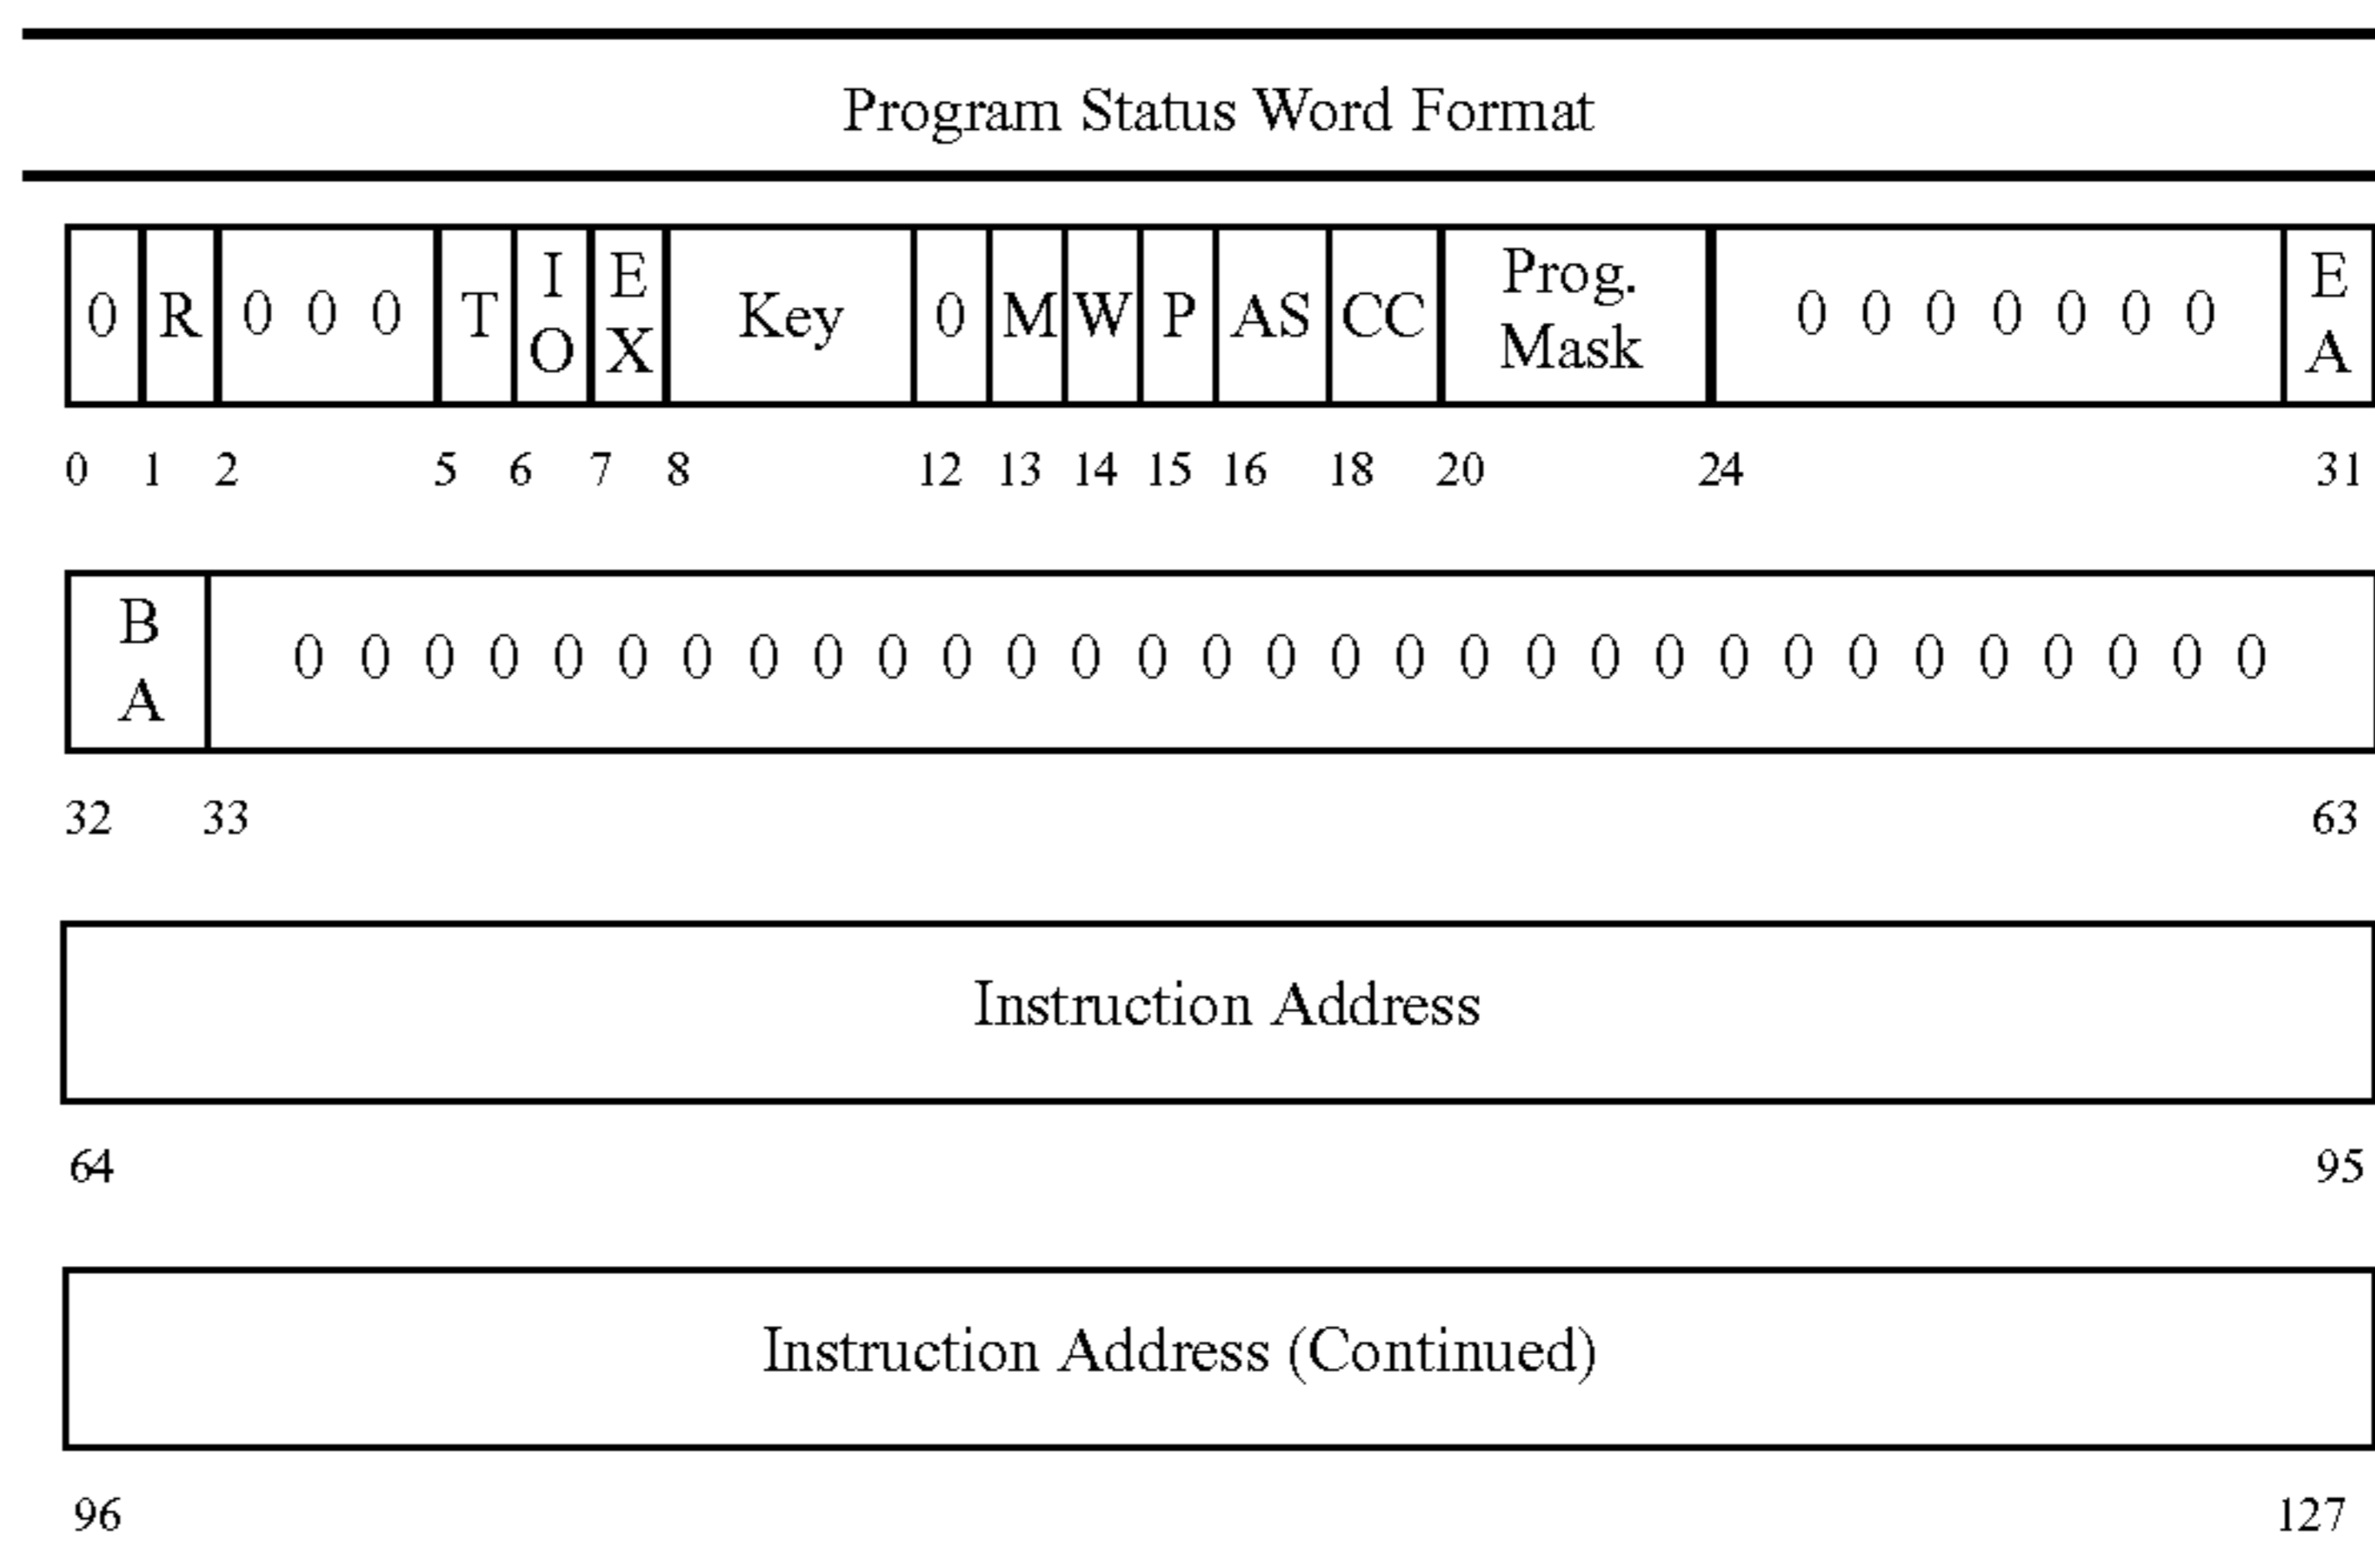 Program Status Word Format
0 R 0 0 0 T I O E X Key 0 M W P AS CC Prog. Mask 0 0 0 0 0 0 0 E A
0 1 2 5 6 7 8 12 13 14 15 16 18 20 24 31
B A 0 0 0 0 0 0 0 0 0 0 0 0 0 0 0 0 0 0 0 0 0 0 0 0 0 0 0 0 0 0 0
32 33 63
Instruction Address
64 95
Instruction Address (Continued)
96 127